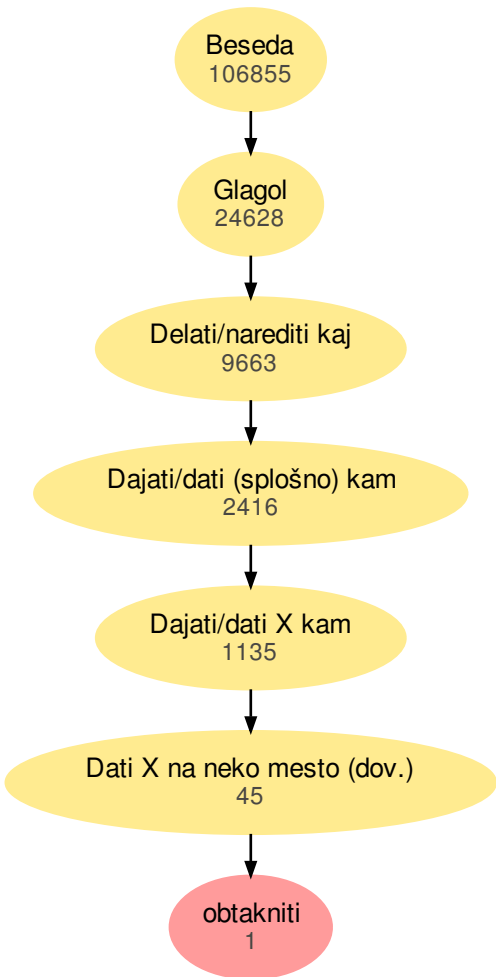 Beseda
106855
Glagol
24628
Delati/narediti kaj
9663
Dajati/dati (splošno) kam
2416
Dajati/dati X kam
1135
Dati X na neko mesto (dov.)
45
obtakniti
1